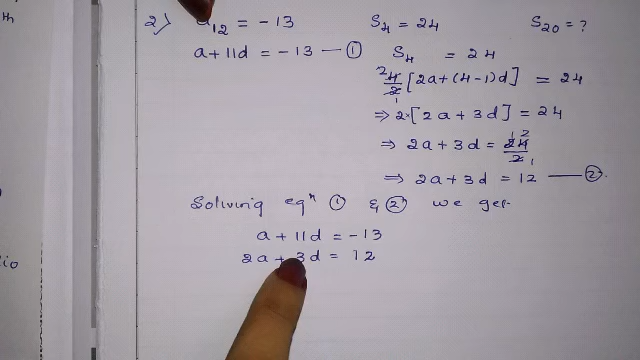 th
2) a12 = -13 S4 = 24 S20 = ?
a + 11d = -13 — ① S4 = 24
4/2 [2a + (4-1)d] = 24
⇒ 2 [2a + 3d] = 24
⇒ 2a + 3d = 24/2
⇒ 2a + 3d = 12 — ②
Solving eqn ① & ② we get
a + 11d = -13
2a + 3d = 12
io